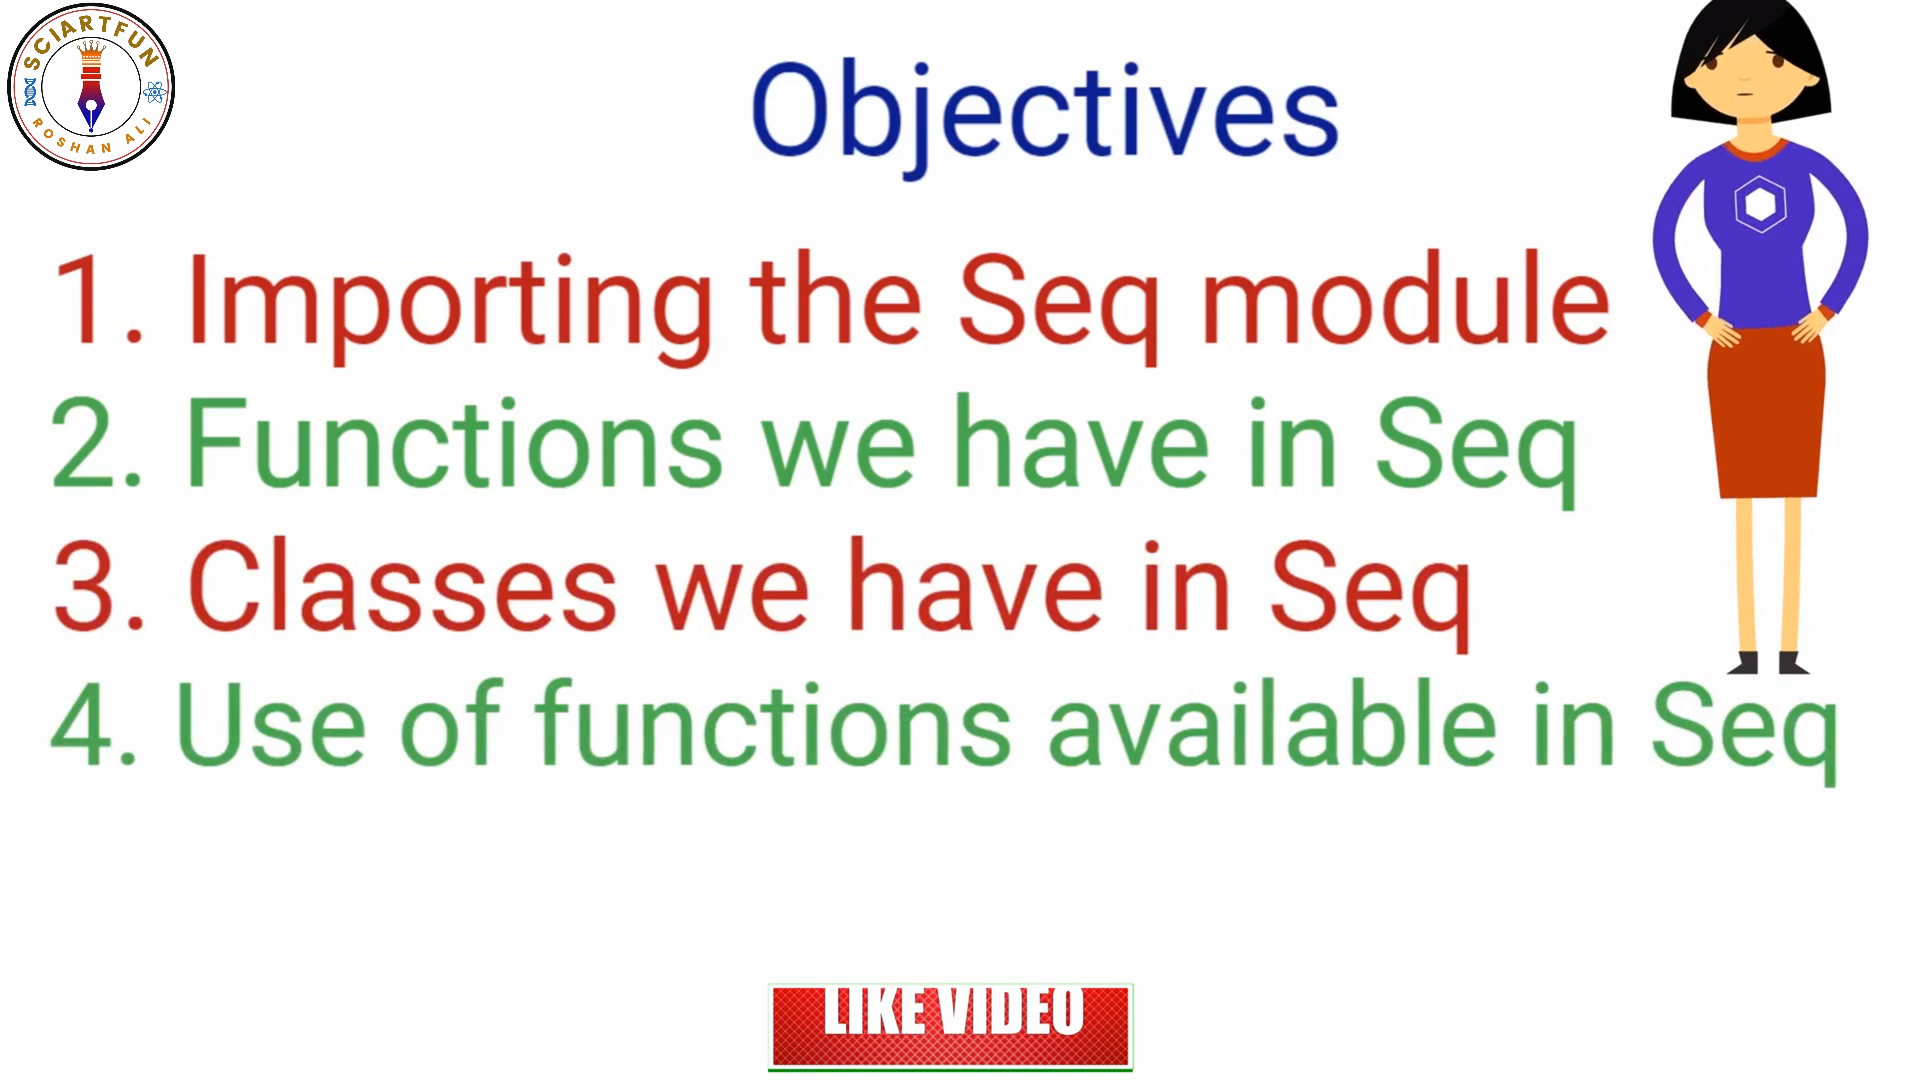 SCIARTFUN
ROSHAN ALI
Objectives
1. Importing the Seq module
2. Functions we have in Seq
3. Classes we have in Seq
4. Use of functions available in Seq
LIKE VIDEO